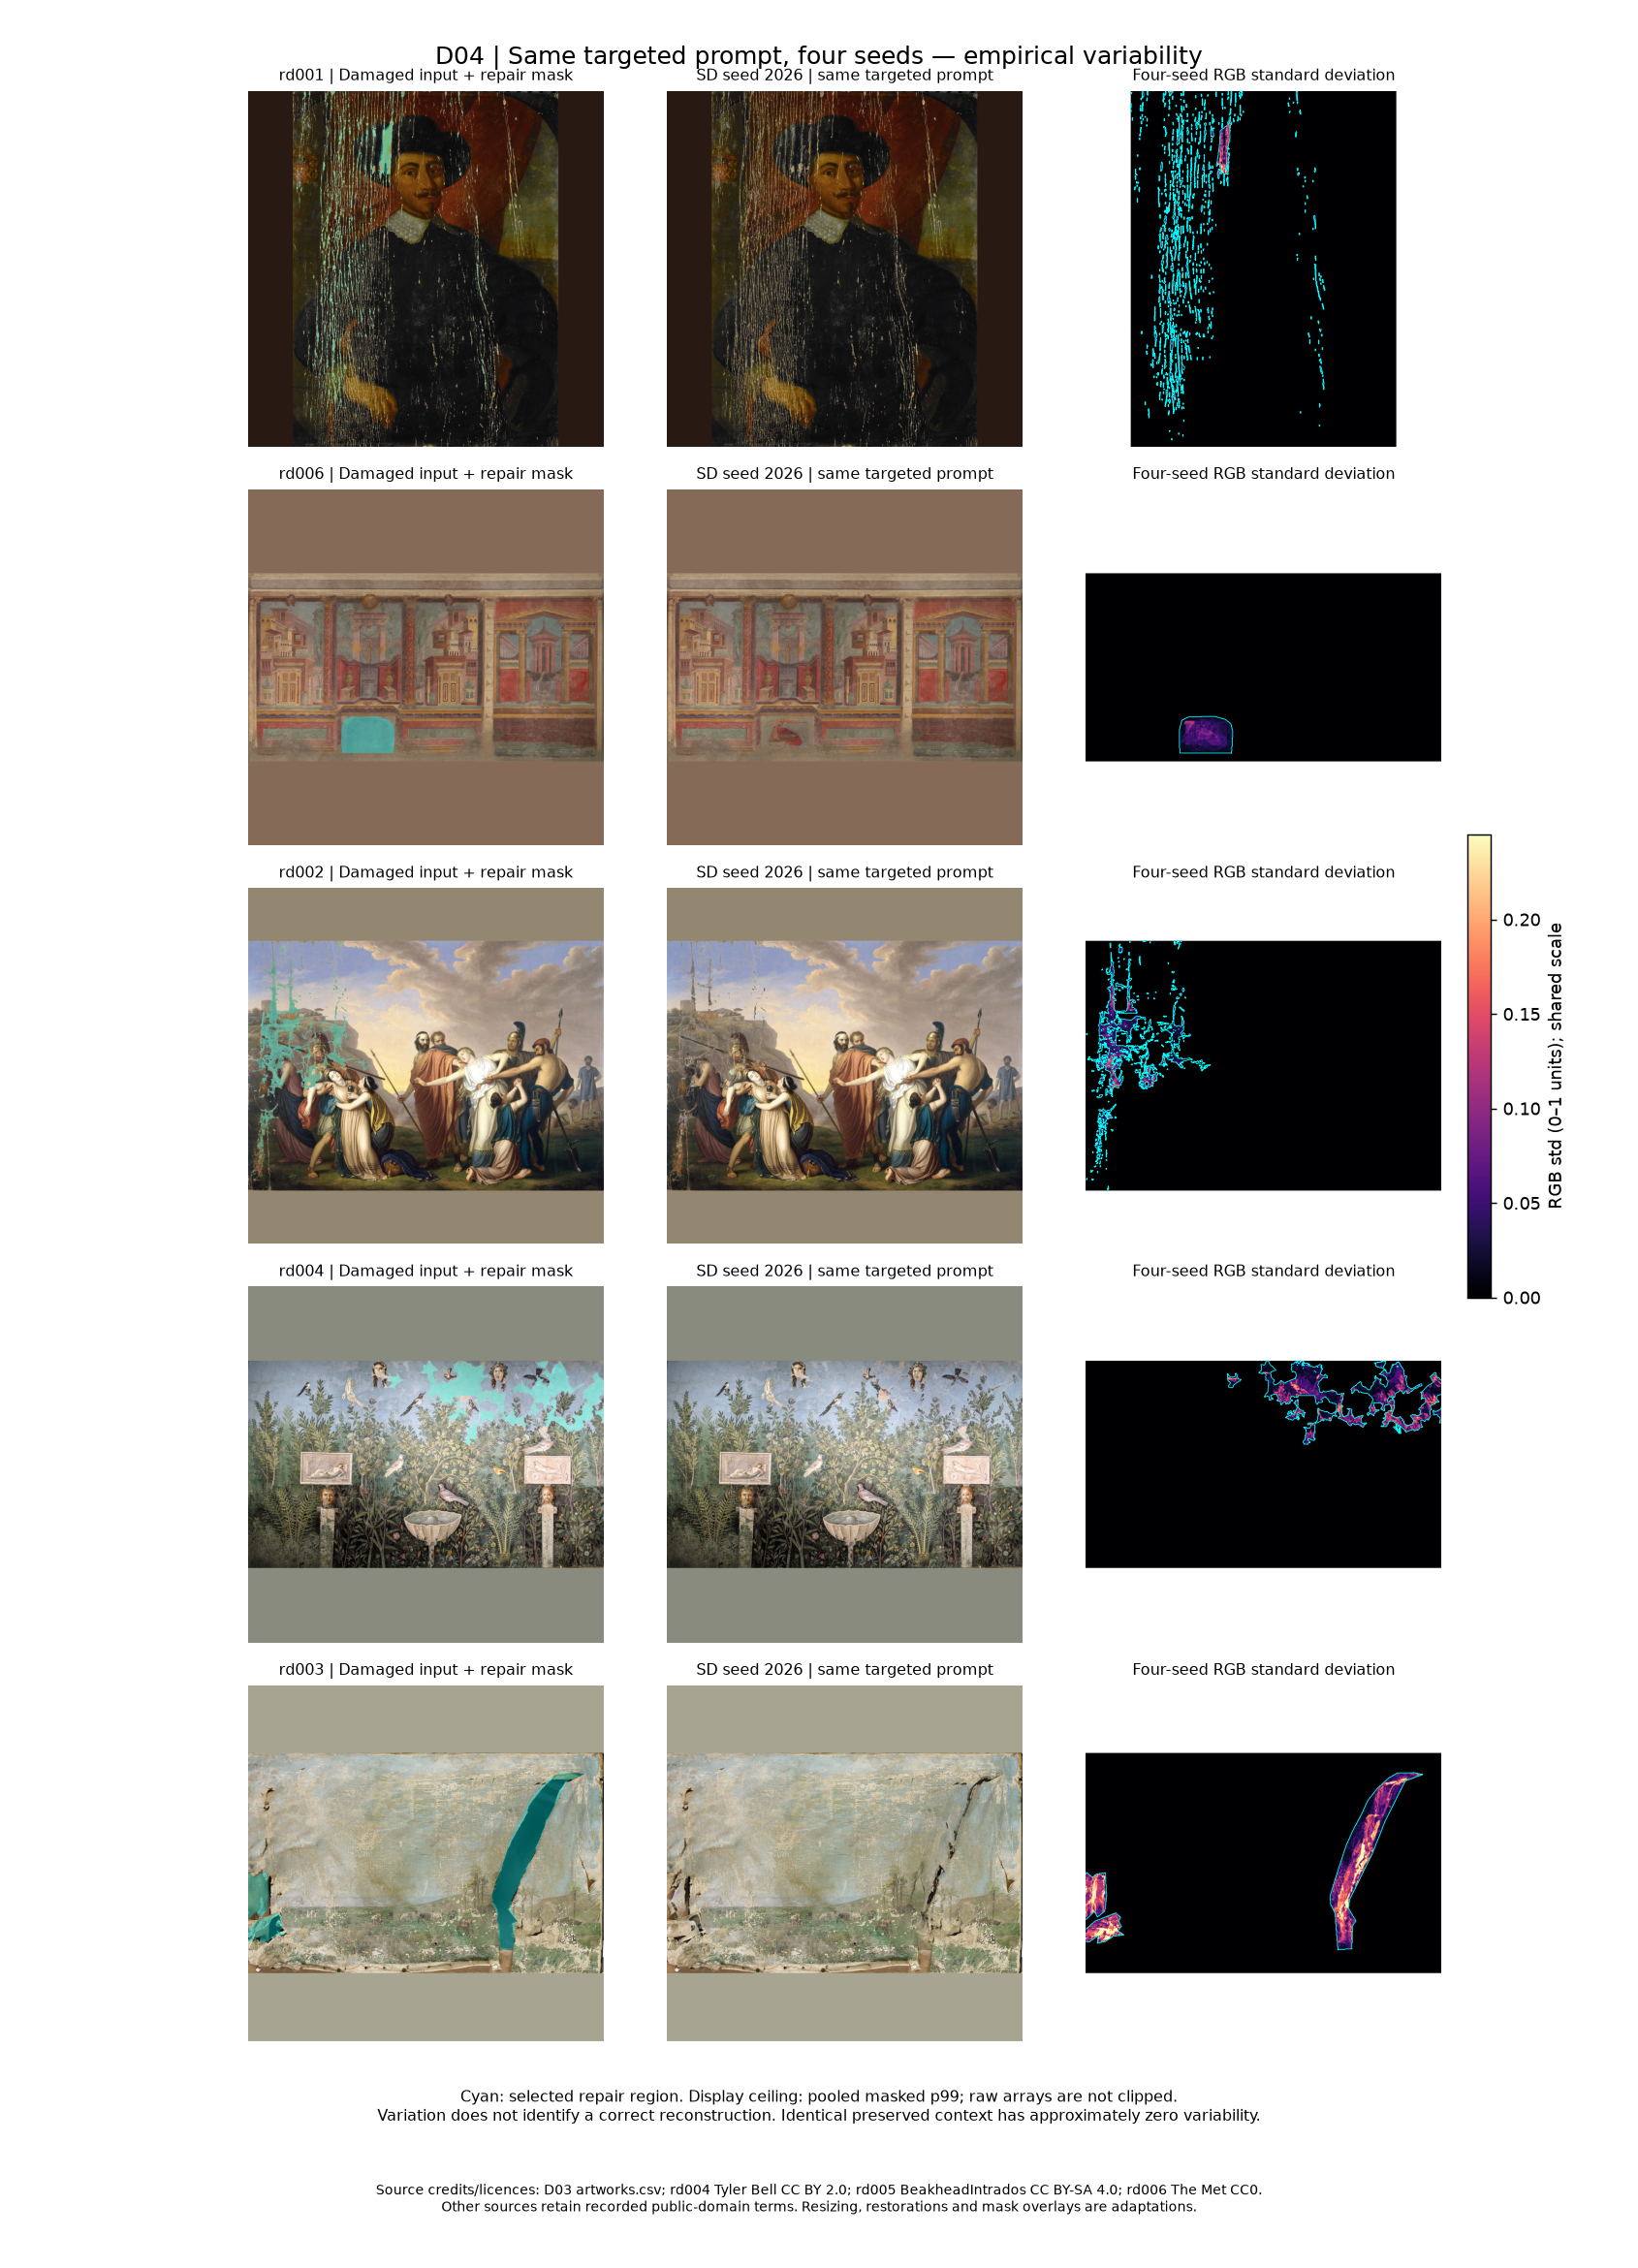 D04 | Same targeted prompt, four seeds — empirical variability
rd001 | Damaged input + repair mask
SD seed 2026 | same targeted prompt
Four-seed RGB standard deviation
rd006 | Damaged input + repair mask
SD seed 2026 | same targeted prompt
Four-seed RGB standard deviation
rd002 | Damaged input + repair mask
SD seed 2026 | same targeted prompt
Four-seed RGB standard deviation
0.20
0.15
0.10
0.05
0.00
RGB std (0–1 units); shared scale
rd004 | Damaged input + repair mask
SD seed 2026 | same targeted prompt
Four-seed RGB standard deviation
rd003 | Damaged input + repair mask
SD seed 2026 | same targeted prompt
Four-seed RGB standard deviation
Cyan: selected repair region. Display ceiling: pooled masked p99; raw arrays are not clipped.
Variation does not identify a correct reconstruction. Identical preserved context has approximately zero variability.
Source credits/licences: D03 artworks.csv; rd004 Tyler Bell CC BY 2.0; rd005 BeakheadIntrados CC BY-SA 4.0; rd006 The Met CC0.
Other sources retain recorded public-domain terms. Resizing, restorations and mask overlays are adaptations.